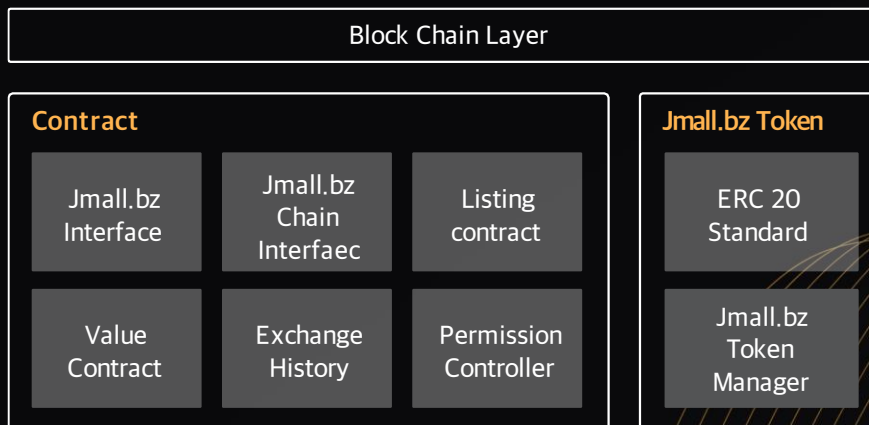 Block Chain Layer
Contract
Jmall.bz
Interface
Jmall.bz
Chain
Interfaec
Listing
contract
Value
Contract
Exchange
History
Permission
Controller
Jmall.bz Token
ERC 20
Standard
Jmall.bz
Token
Manager